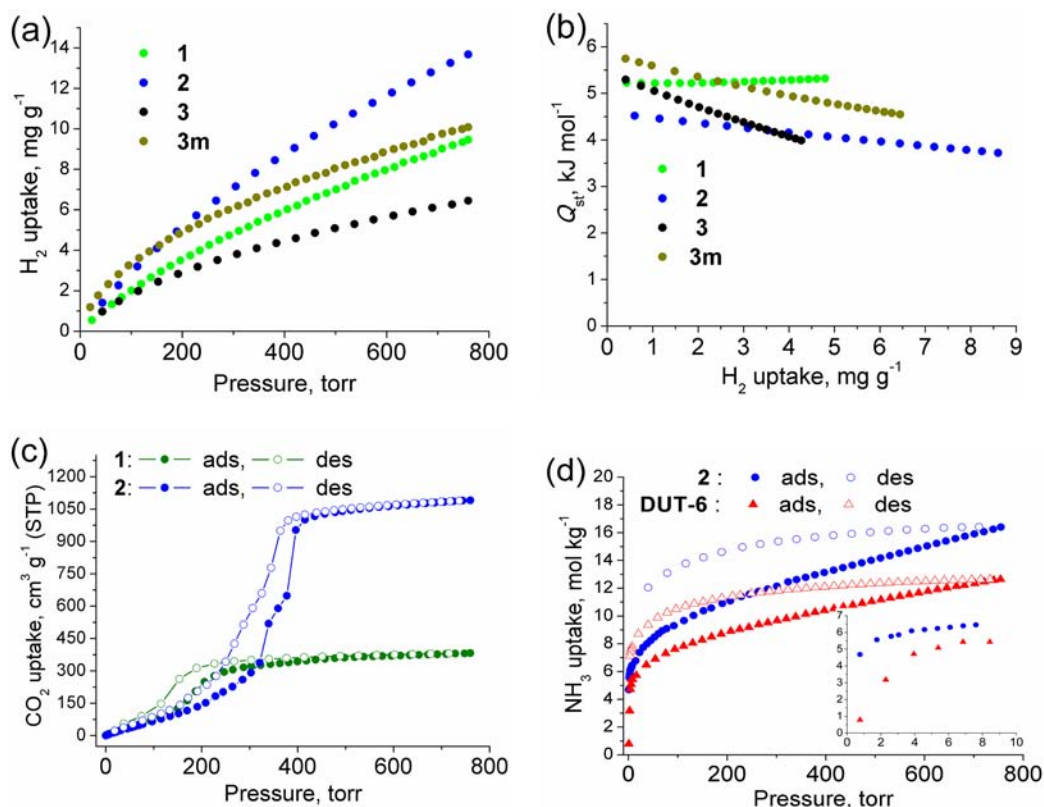 (a)
1
2
3
3m
H₂ uptake, mg g⁻¹
14
12
10
8
6
4
2
0
0 200 400 600 800
Pressure, torr
(b)
Qst, kJ mol⁻¹
6
5
4
3
2
1
0
1
2
3
3m
0 1 2 3 4 5 6 7 8 9
H₂ uptake, mg g⁻¹
(c)
1: ads, des
2: ads, des
CO₂ uptake, cm³ g⁻¹ (STP)
1200
1050
900
750
600
450
300
150
0
0 200 400 600 800
Pressure, torr
(d)
2 : ads, des
DUT-6 : ads, des
NH₃ uptake, mol kg⁻¹
20
18
16
14
12
10
8
6
4
2
0
7
6
5
4
3
2
1
0
0 2 4 6 8 10
0 200 400 600 800
Pressure, torr